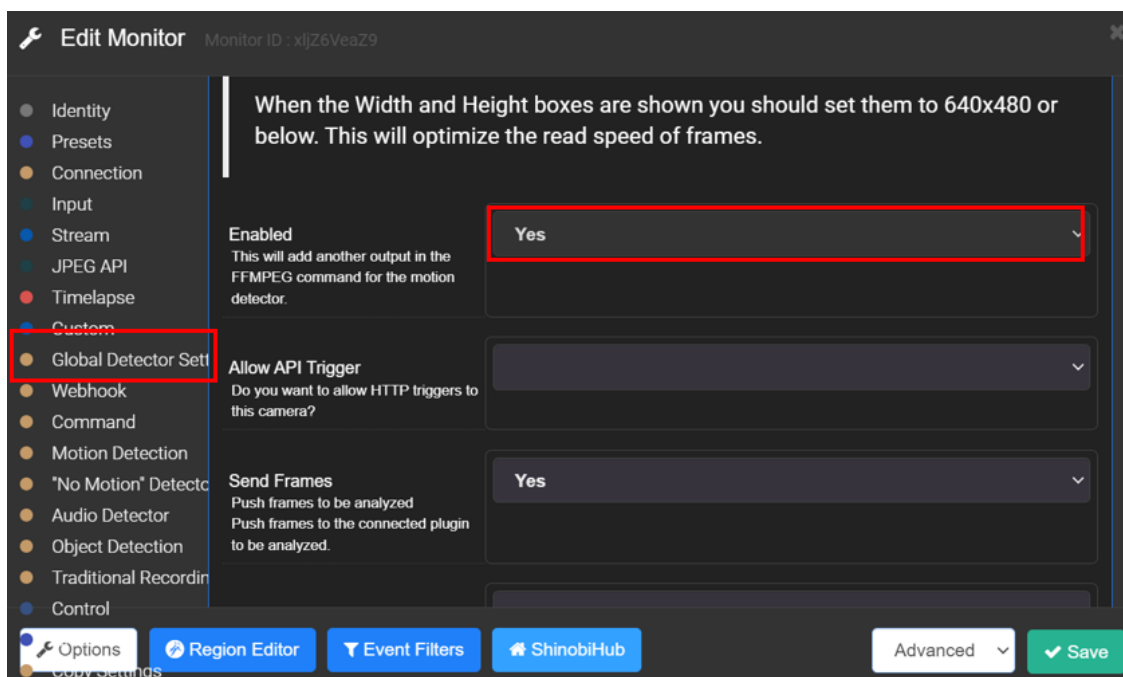 Edit Monitor Monitor ID : xljZ6VeaZ9
Identity
Presets
Connection
Input
Stream
JPEG API
Timelapse
Custom
Global Detector Sett
Webhook
Command
Motion Detection
"No Motion" Detecto
Audio Detector
Object Detection
Traditional Recordin
Control
Copy Settings
When the Width and Height boxes are shown you should set them to 640x480 or
below. This will optimize the read speed of frames.
Enabled
This will add another output in the
FFMPEG command for the motion
detector.
Yes
Allow API Trigger
Do you want to allow HTTP triggers to
this camera?
Send Frames
Push frames to be analyzed
Push frames to the connected plugin
to be analyzed.
Yes
Options
Region Editor
Event Filters
ShinobiHub
Advanced
Save